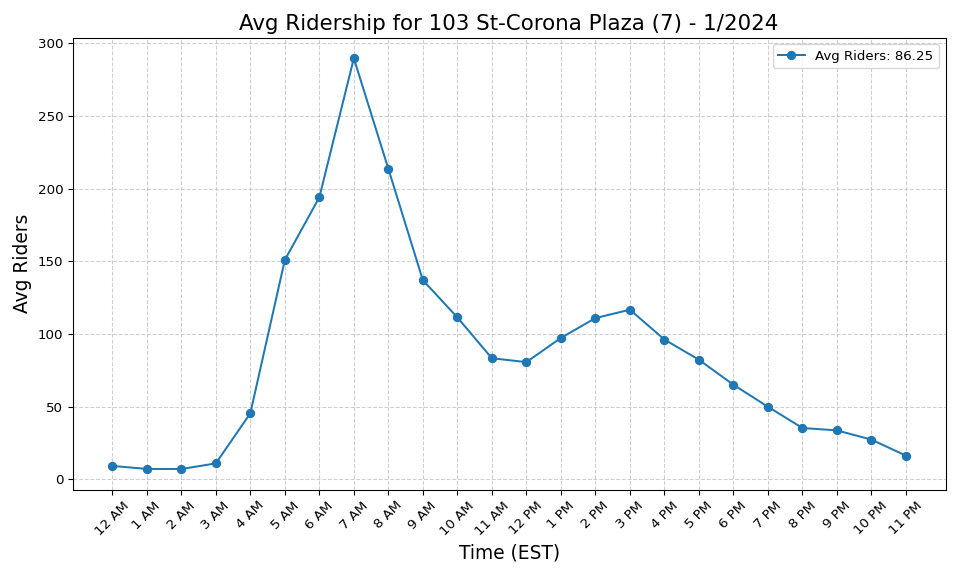 Avg Ridership for 103 St-Corona Plaza (7) - 1/2024
Avg Riders: 86.25
Avg Riders
300
250
200
150
100
50
0
12 AM 1 AM 2 AM 3 AM 4 AM 5 AM 6 AM 7 AM 8 AM 9 AM 10 AM 11 AM 12 PM 1 PM 2 PM 3 PM 4 PM 5 PM 6 PM 7 PM 8 PM 9 PM 10 PM 11 PM
Time (EST)